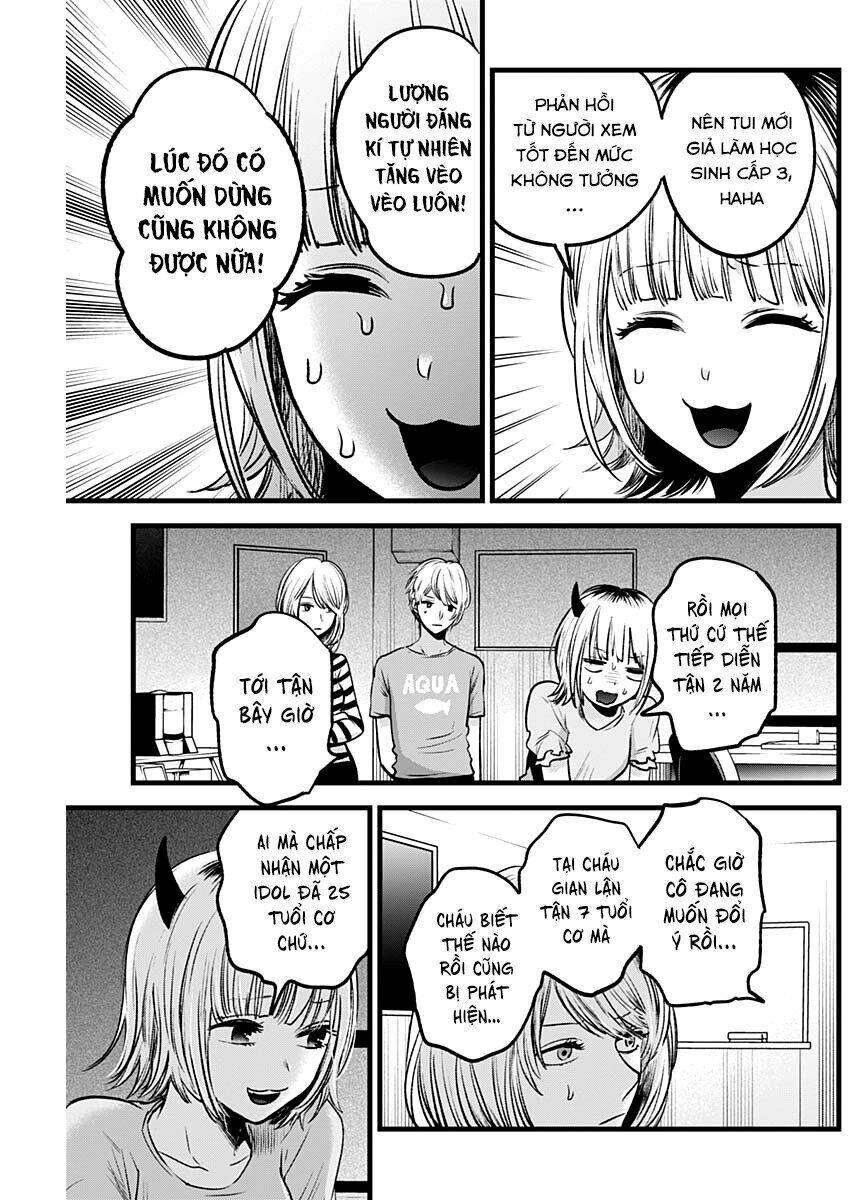 NÊN TUI MỚI
GIẢ LÀM HỌC
SINH CẤP 3,
HAHA
PHẢN HỒI
TỪ NGƯỜI XEM
TỐT ĐẾN MỨC
KHÔNG TƯỞNG
...
LƯỢNG
NGƯỜI ĐĂNG
KÍ TỰ NHIÊN
TĂNG VÈO
VÈO LUÔN!
LÚC ĐÓ CÓ
MUỐN DỪNG
CŨNG KHÔNG
ĐƯỢC NỮA!
RỒI MỌI
THỨ CỨ THẾ
TIẾP DIỄN
TẬN 2 NĂM
...
AQUA
TỚI TẬN
BÂY GIỜ
...
CHẮC GIỜ
CÔ ĐANG
MUỐN ĐỔI
Ý RỒI...
TẠI CHÁU
GIAN LẬN
TẬN 7 TUỔI
CƠ MÀ
CHÁU BIẾT
THẾ NÀO
RỒI CŨNG
BỊ PHÁT
HIỆN...
AI MÀ CHẤP
NHẬN MỘT
IDOL ĐÃ 25
TUỔI CƠ
CHỨ...